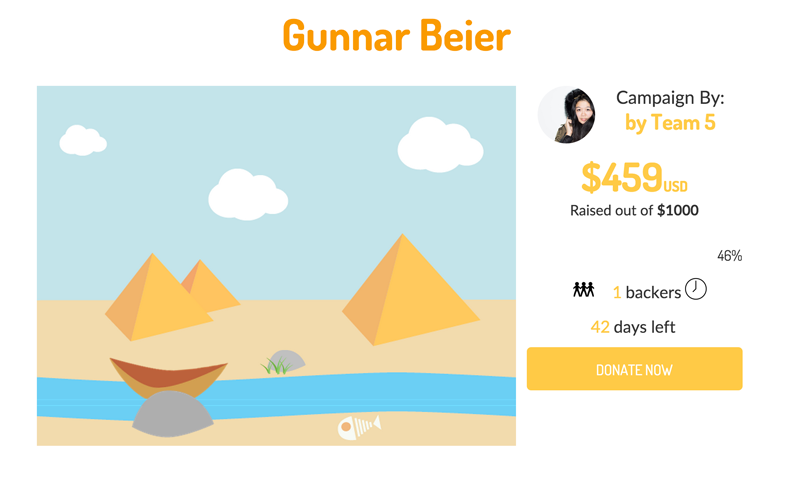 Gunnar Beier
Campaign By:
by Team 5
$459USD
Raised out of $1000
46%
1 backers
42 days left
DONATE NOW